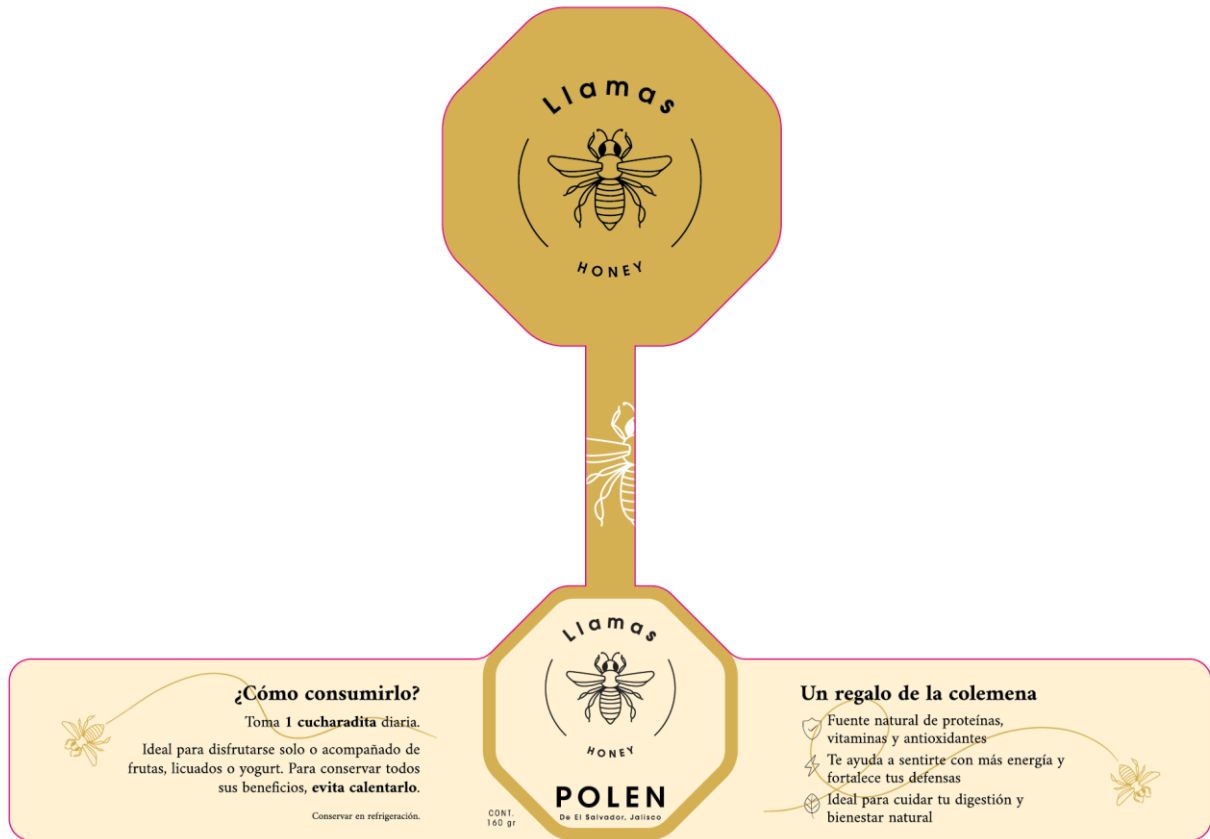 Llamas
HONEY
Llamas
HONEY
POLEN
De El Salvador, Jalisco
CONT.
160 gr
¿Cómo consumirlo?
Toma 1 cucharadita diaria.
Ideal para disfrutarse solo o acompañado de
frutas, licuados o yogurt. Para conservar todos
sus beneficios, evita calentarlo.
Conservar en refrigeración.
Un regalo de la colemena
Fuente natural de proteínas,
vitaminas y antioxidantes
Te ayuda a sentirte con más energía y
fortalece tus defensas
Ideal para cuidar tu digestión y
bienestar natural